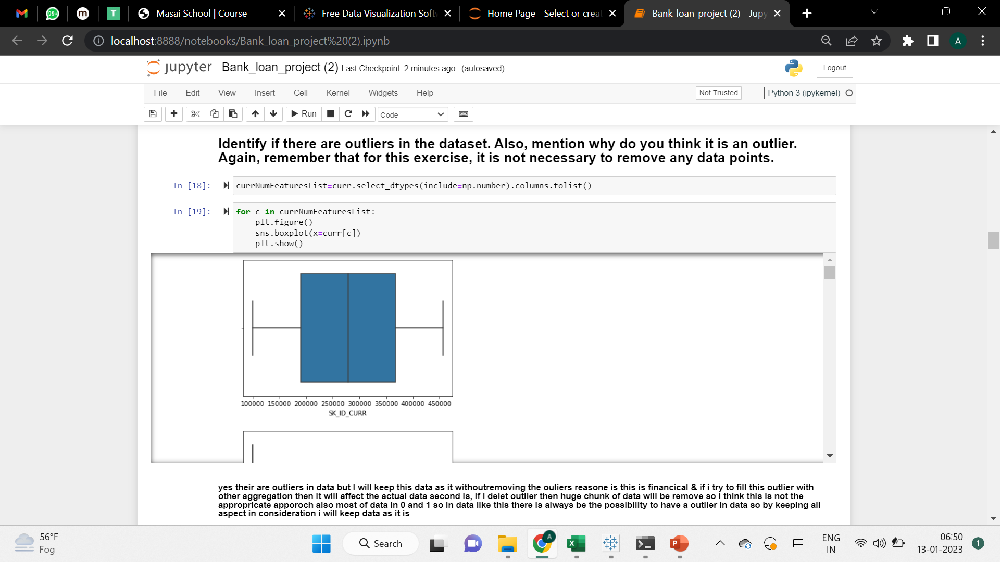 99+
m
T
Masai School | Course
Free Data Visualization Softw
Home Page - Select or creat
Bank_loan_project (2) - Jupy
localhost:8888/notebooks/Bank_loan_project%20(2).ipynb
A
jupyter Bank_loan_project (2) Last Checkpoint: 2 minutes ago (autosaved)
Logout
File Edit View Insert Cell Kernel Widgets Help
Not Trusted
Python 3 (ipykernel)
Run
Code
Identify if there are outliers in the dataset. Also, mention why do you think it is an outlier.
Again, remember that for this exercise, it is not necessary to remove any data points.
In [18]: currNumFeaturesList=curr.select_dtypes(include=np.number).columns.tolist()
In [19]: for c in currNumFeaturesList:
plt.figure()
sns.boxplot(x=curr[c])
plt.show()
100000 150000 200000 250000 300000 350000 400000 450000
SK_ID_CURR
yes their are outliers in data but I will keep this data as it withoutremoving the ouliers reasone is this is financical & if i try to fill this outlier with
other aggregation then it will affect the actual data second is, if i delet outlier then huge chunk of data will be remove so i think this is not the
appropricate apporoch also most of data in 0 and 1 so in data like this there is always be the possibility to have a outlier in data so by keeping all
aspect in consideration i will keep data as it is
56°F
Fog
Search
A
X
P
ENG
IN
06:50
13-01-2023
1